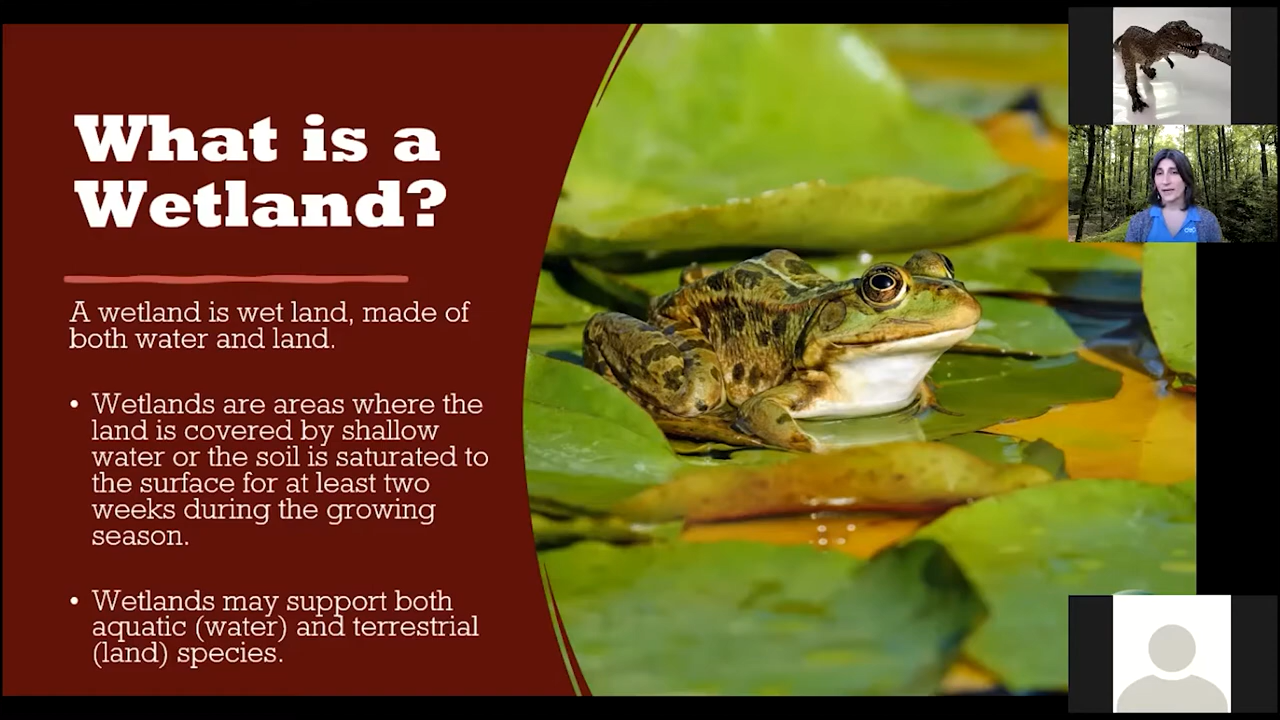 What is a
Wetland?
A wetland is wet land, made of
both water and land.
• Wetlands are areas where the
land is covered by shallow
water or the soil is saturated to
the surface for at least two
weeks during the growing
season.
• Wetlands may support both
aquatic (water) and terrestrial
(land) species.